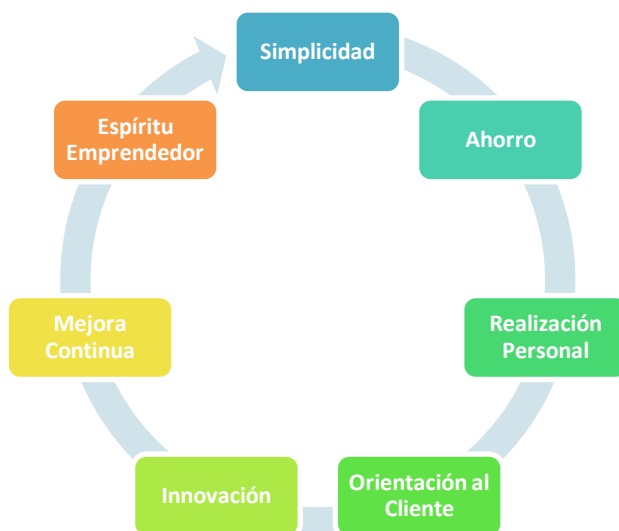 Simplicidad
Ahorro
Realización
Personal
Orientación al
Cliente
Innovación
Mejora
Continua
Espíritu
Emprendedor